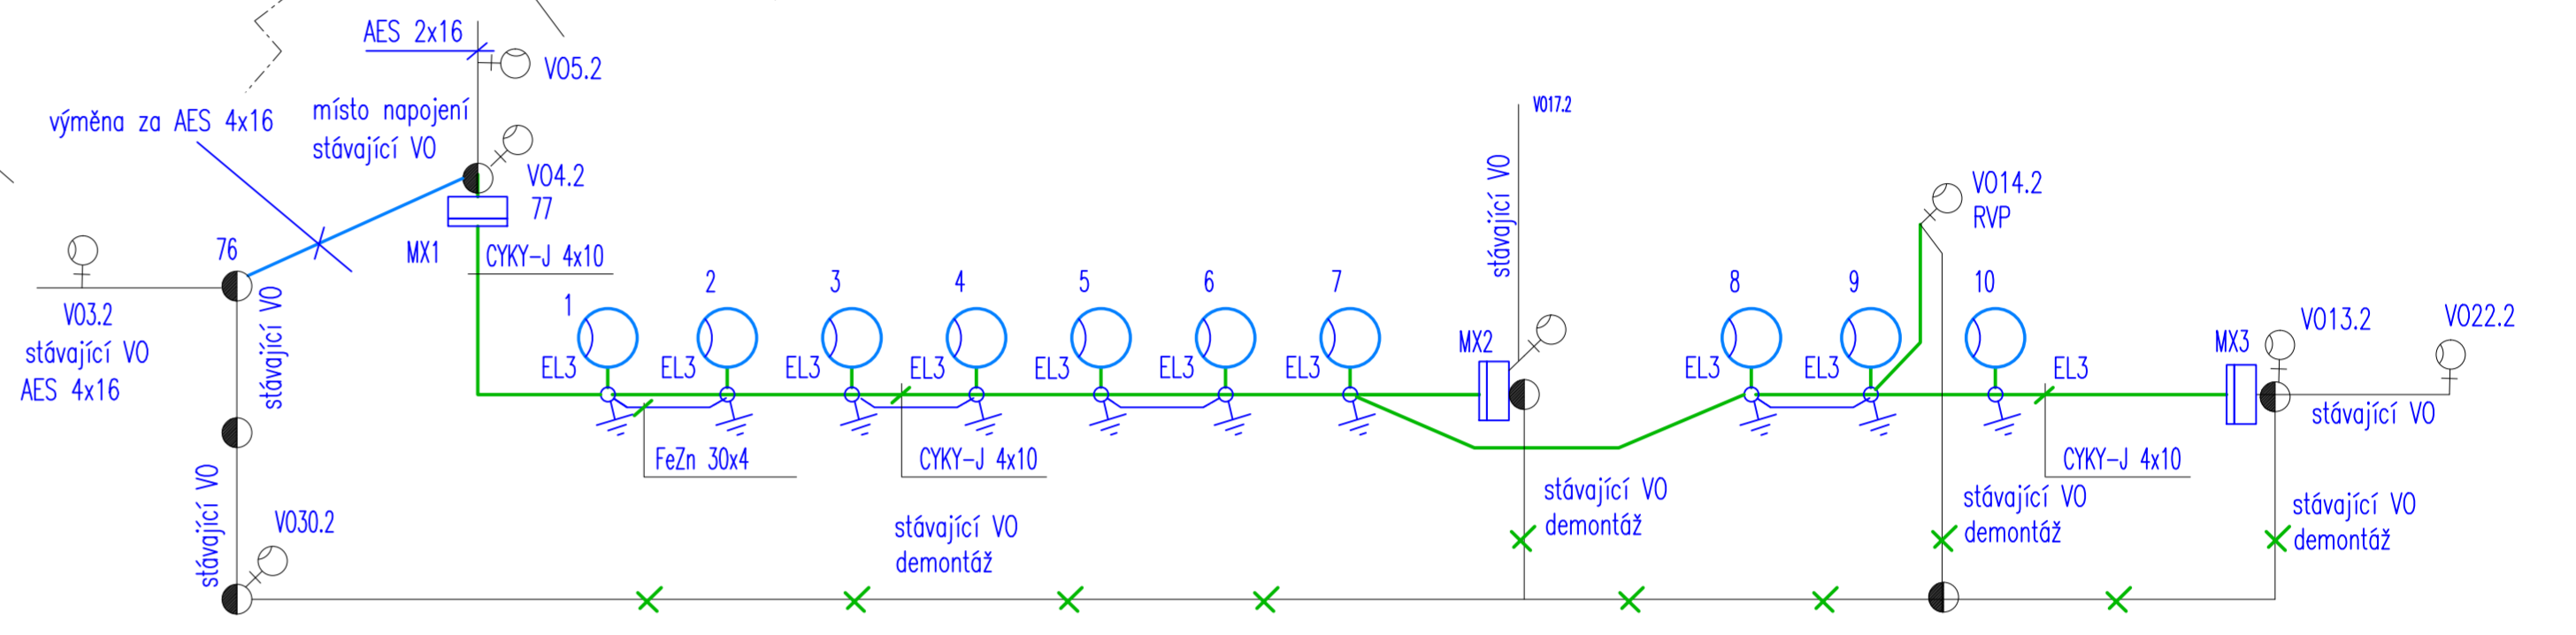 AES 2x16
VO5.2
výměna za AES 4x16
místo napojení
stávající VO
VO4.2
77
76
MX1
CYKY-J 4x10
VO3.2
stávající VO
AES 4x16
stávající VO
stávající VO
VO30.2
1
2
3
4
5
6
7
EL3
EL3
EL3
EL3
EL3
EL3
EL3
FeZn 30x4
CYKY-J 4x10
stávající VO
demontáž
VO17.2
stávající VO
MX2
stávající VO
demontáž
8
9
10
EL3
EL3
EL3
VO14.2
RVP
MX3
VO13.2
VO22.2
stávající VO
CYKY-J 4x10
stávající VO
demontáž
stávající VO
demontáž